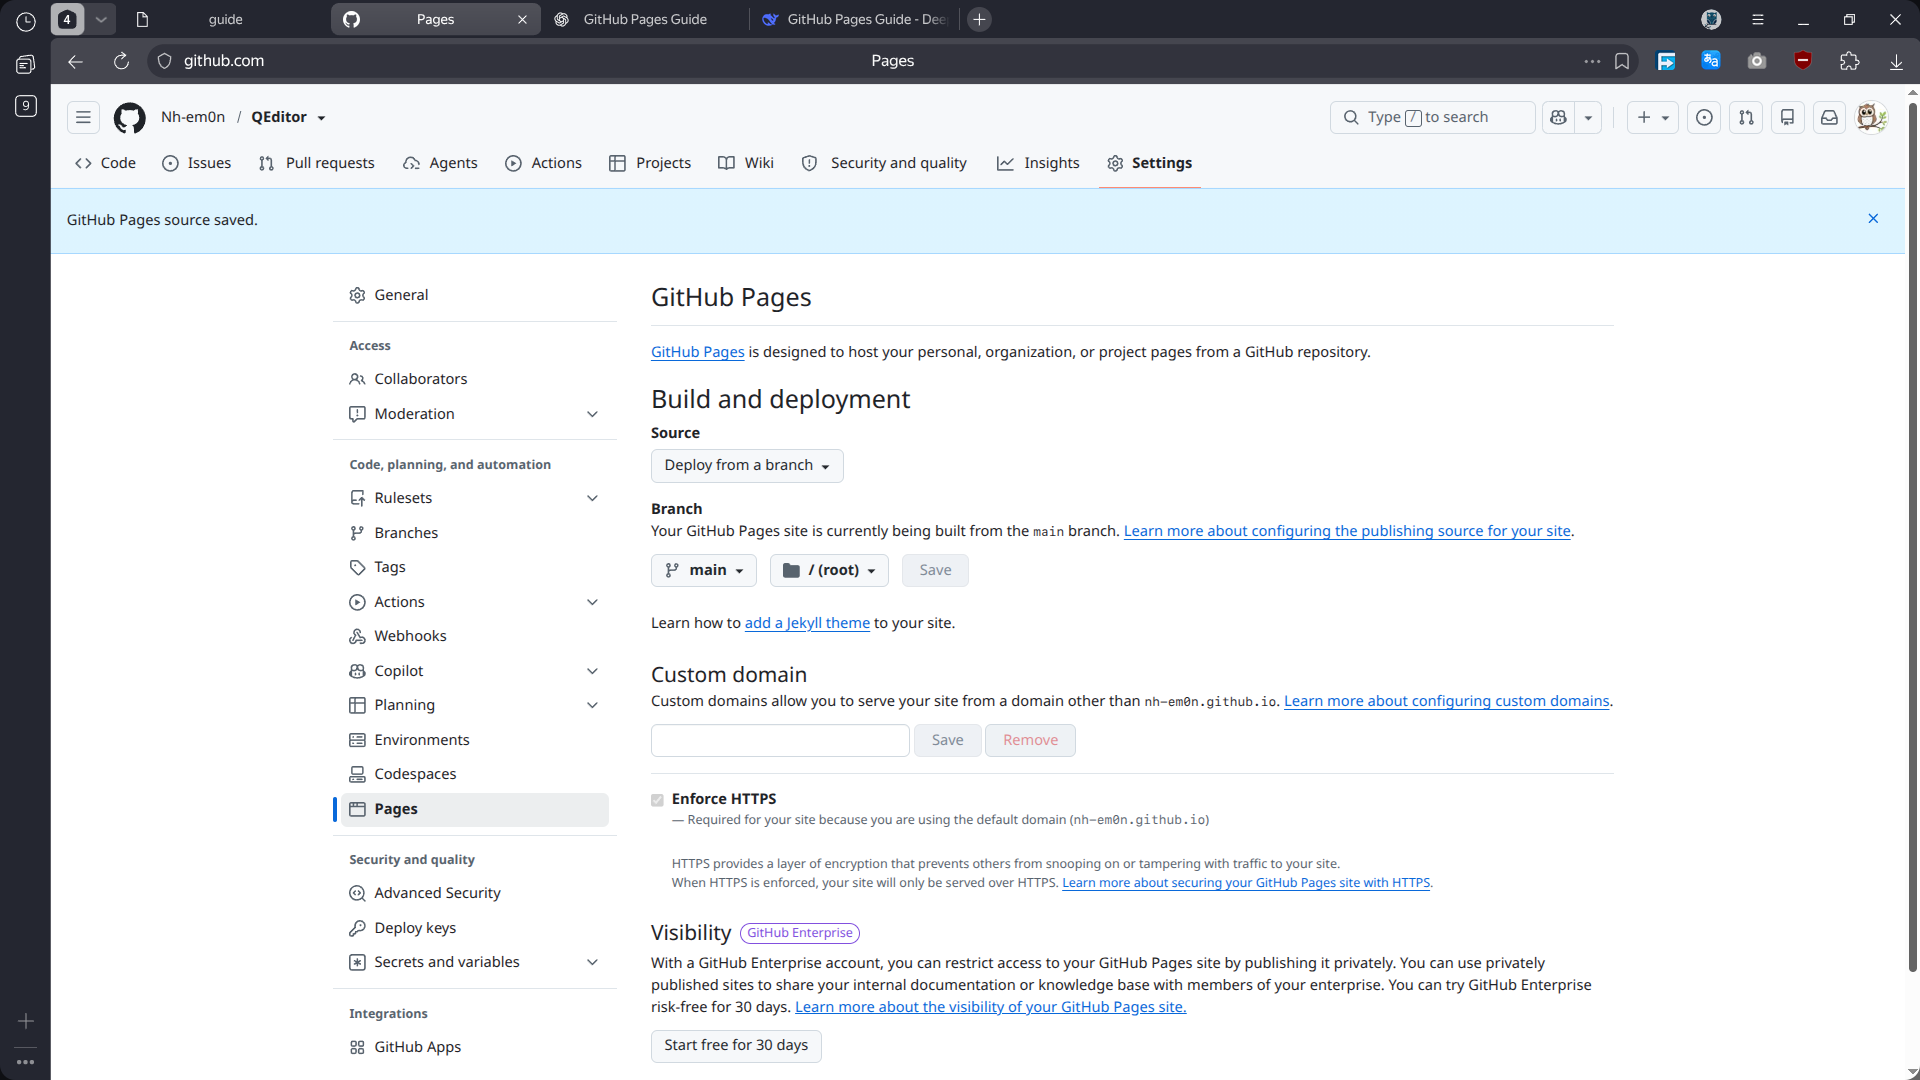 4
guide
Pages
GitHub Pages Guide
GitHub Pages Guide - Dee
github.com
Pages
9
Nh-em0n / QEditor
Type / to search
Code
Issues
Pull requests
Agents
Actions
Projects
Wiki
Security and quality
Insights
Settings
GitHub Pages source saved.
General
Access
Collaborators
Moderation
Code, planning, and automation
Rulesets
Branches
Tags
Actions
Webhooks
Copilot
Planning
Environments
Codespaces
Pages
Security and quality
Advanced Security
Deploy keys
Secrets and variables
Integrations
GitHub Apps
GitHub Pages
GitHub Pages is designed to host your personal, organization, or project pages from a GitHub repository.
Build and deployment
Source
Deploy from a branch
Branch
Your GitHub Pages site is currently being built from the main branch. Learn more about configuring the publishing source for your site.
main
/ (root)
Save
Learn how to add a Jekyll theme to your site.
Custom domain
Custom domains allow you to serve your site from a domain other than nh-em0n.github.io. Learn more about configuring custom domains.
Save
Remove
Enforce HTTPS
— Required for your site because you are using the default domain (nh-em0n.github.io)
HTTPS provides a layer of encryption that prevents others from snooping on or tampering with traffic to your site.
When HTTPS is enforced, your site will only be served over HTTPS. Learn more about securing your GitHub Pages site with HTTPS.
Visibility GitHub Enterprise
With a GitHub Enterprise account, you can restrict access to your GitHub Pages site by publishing it privately. You can use privately
published sites to share your internal documentation or knowledge base with members of your enterprise. You can try GitHub Enterprise
risk-free for 30 days. Learn more about the visibility of your GitHub Pages site.
Start free for 30 days